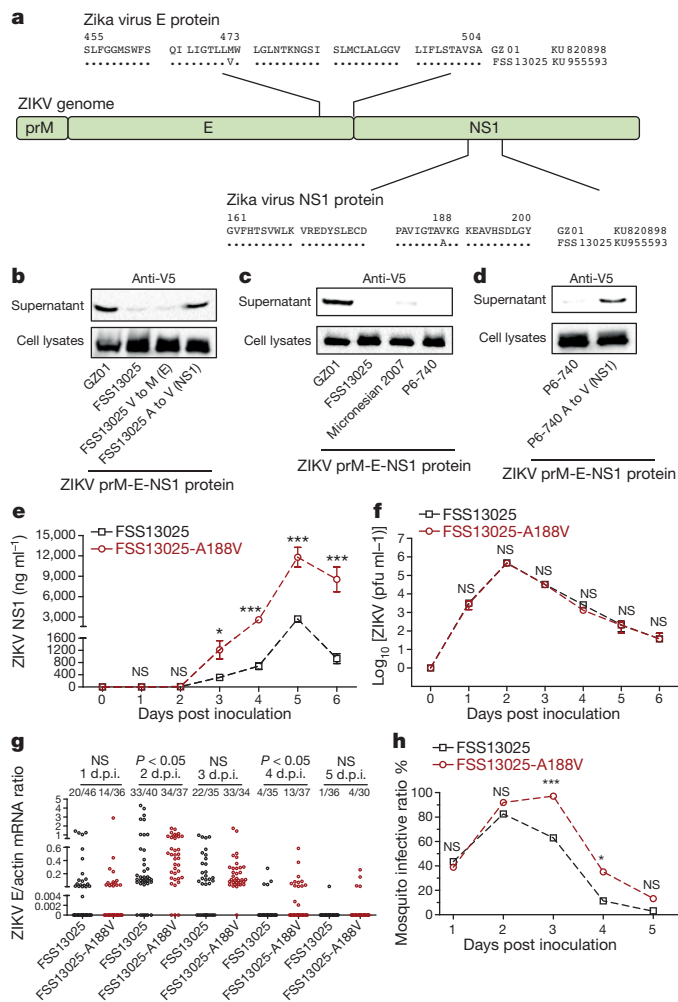 a
Zika virus E protein
455 473 504
SLFGGMSWFS QILIGTLLMW LGLNTKNGSI SLMCLALGGV LIFLSTAVSA GZ01 KU820898
.......... .........V. .......... .......... .......... FSS13025 KU955593
ZIKV genome
prM E NS1
Zika virus NS1 protein
161 188 200
GVFHTSVWLK VREDYSLECD PAVIGTAVKG KEAVHSDLGY GZ01 KU820898
.......... .......... .......A.. .......... FSS13025 KU955593
b
Anti-V5
Supernatant
Cell lysates
GZ01
FSS13025
FSS13025 V to M (E)
FSS13025 A to V (NS1)
ZIKV prM-E-NS1 protein
c
Anti-V5
Supernatant
Cell lysates
GZ01
FSS13025
Micronesian 2007
P6-740
ZIKV prM-E-NS1 protein
d
Anti-V5
Supernatant
Cell lysates
P6-740
P6-740 A to V (NS1)
ZIKV prM-E-NS1 protein
e
FSS13025
FSS13025-A188V
ZIKV NS1 (ng ml−1)
15,000
12,000
9,000
6,000
3,000
1600
1200
800
400
0
NS NS * *** *** ***
0 1 2 3 4 5 6
Days post inoculation
f
FSS13025
FSS13025-A188V
Log10 [ZIKV (pfu ml−1)]
7
6
5
4
3
2
1
0
NS NS NS NS NS NS
0 1 2 3 4 5 6
Days post inoculation
g
NS P < 0.05 NS P < 0.05 NS
1 d.p.i. 2 d.p.i. 3 d.p.i. 4 d.p.i. 5 d.p.i.
20/46 14/36 33/40 34/37 22/35 33/34 4/35 13/37 1/36 4/30
ZIKV E/actin mRNA ratio
5
4
3
2
1
0.6
0.2
0.004
0.002
0
FSS13025
FSS13025-A188V
FSS13025
FSS13025-A188V
FSS13025
FSS13025-A188V
FSS13025
FSS13025-A188V
FSS13025
FSS13025-A188V
h
FSS13025
FSS13025-A188V
Mosquito infective ratio %
100
80
60
40
20
0
NS NS *** * NS
1 2 3 4 5
Days post inoculation